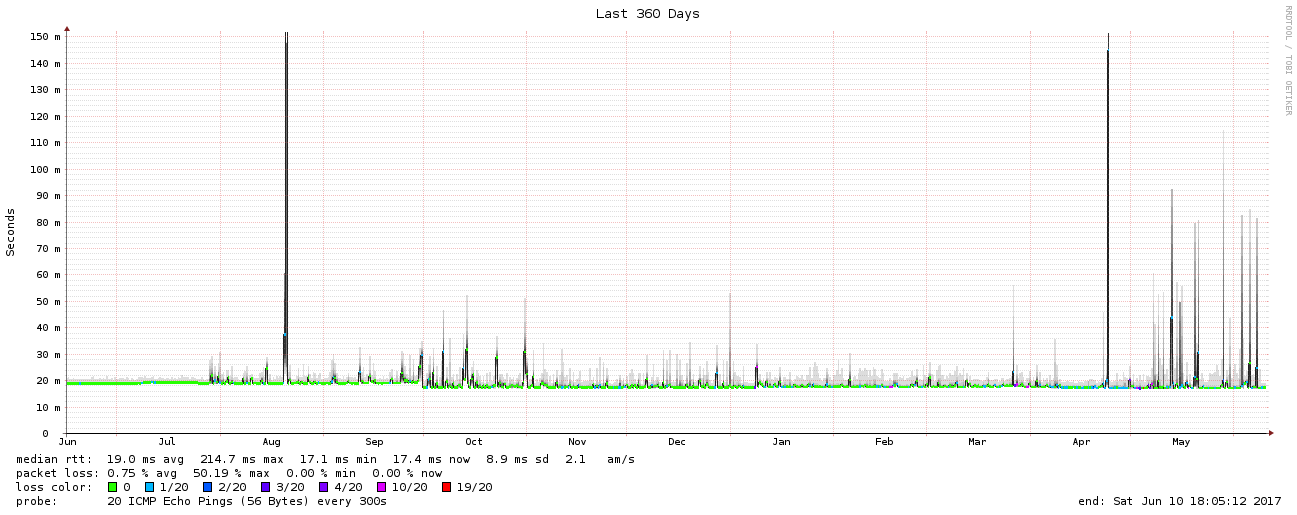 Last 360 Days
RRDTOOL / TOBI OETIKER
Seconds
150 m
140 m
130 m
120 m
110 m
100 m
90 m
80 m
70 m
60 m
50 m
40 m
30 m
20 m
10 m
0
Jun Jul Aug Sep Oct Nov Dec Jan Feb Mar Apr May
median rtt: 19.0 ms avg 214.7 ms max 17.1 ms min 17.4 ms now 8.9 ms sd 2.1 am/s
packet loss: 0.75 % avg 50.19 % max 0.00 % min 0.00 % now
loss color: 0 1/20 2/20 3/20 4/20 10/20 19/20
probe: 20 ICMP Echo Pings (56 Bytes) every 300s end: Sat Jun 10 18:05:12 2017